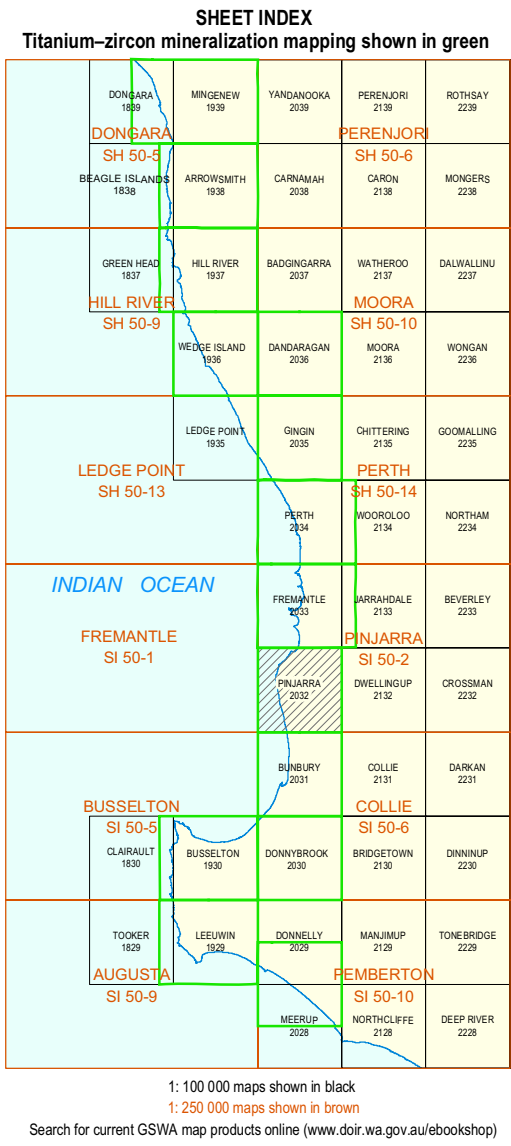 SHEET INDEX
Titanium–zircon mineralization mapping shown in green
DONGARA MINGENEW YANDANOOKA PERENJORI ROTHSAY
1839 1939 2039 2139 2239
DONGARA PERENJORI
SH 50-5 SH 50-6
BEAGLE ISLANDS ARROWSMITH CARNAMAH CARON MONGERS
1838 1938 2038 2138 2238
GREEN HEAD HILL RIVER BADGINGARRA WATHEROO DALWALLINU
1837 1937 2037 2137 2237
HILL RIVER MOORA
SH 50-9 SH 50-10
WEDGE ISLAND DANDARAGAN MOORA WONGAN
1936 2036 2136 2236
LEDGE POINT GINGIN CHITTERING GOOMALLING
1935 2035 2135 2235
LEDGE POINT PERTH
SH 50-13 SH 50-14
PERTH WOOROLOO NORTHAM
2034 2134 2234
INDIAN OCEAN
FREMANTLE JARRAHDALE BEVERLEY
2033 2133 2233
FREMANTLE PINJARRA
SI 50-1 SI 50-2
PINJARRA DWELLINGUP CROSSMAN
2032 2132 2232
BUNBURY COLLIE DARKAN
2031 2131 2231
BUSSELTON COLLIE
SI 50-5 SI 50-6
CLAIRAULT BUSSELTON DONNYBROOK BRIDGETOWN DINNINUP
1830 1930 2030 2130 2230
TOOKER LEEUWIN DONNELLY MANJIMUP TONEBRIDGE
1829 1929 2029 2129 2229
AUGUSTA PEMBERTON
SI 50-9 SI 50-10
MEERUP NORTHCLIFFE DEEP RIVER
2028 2128 2228
1: 100 000 maps shown in black
1: 250 000 maps shown in brown
Search for current GSWA map products online (www.doir.wa.gov.au/ebookshop)